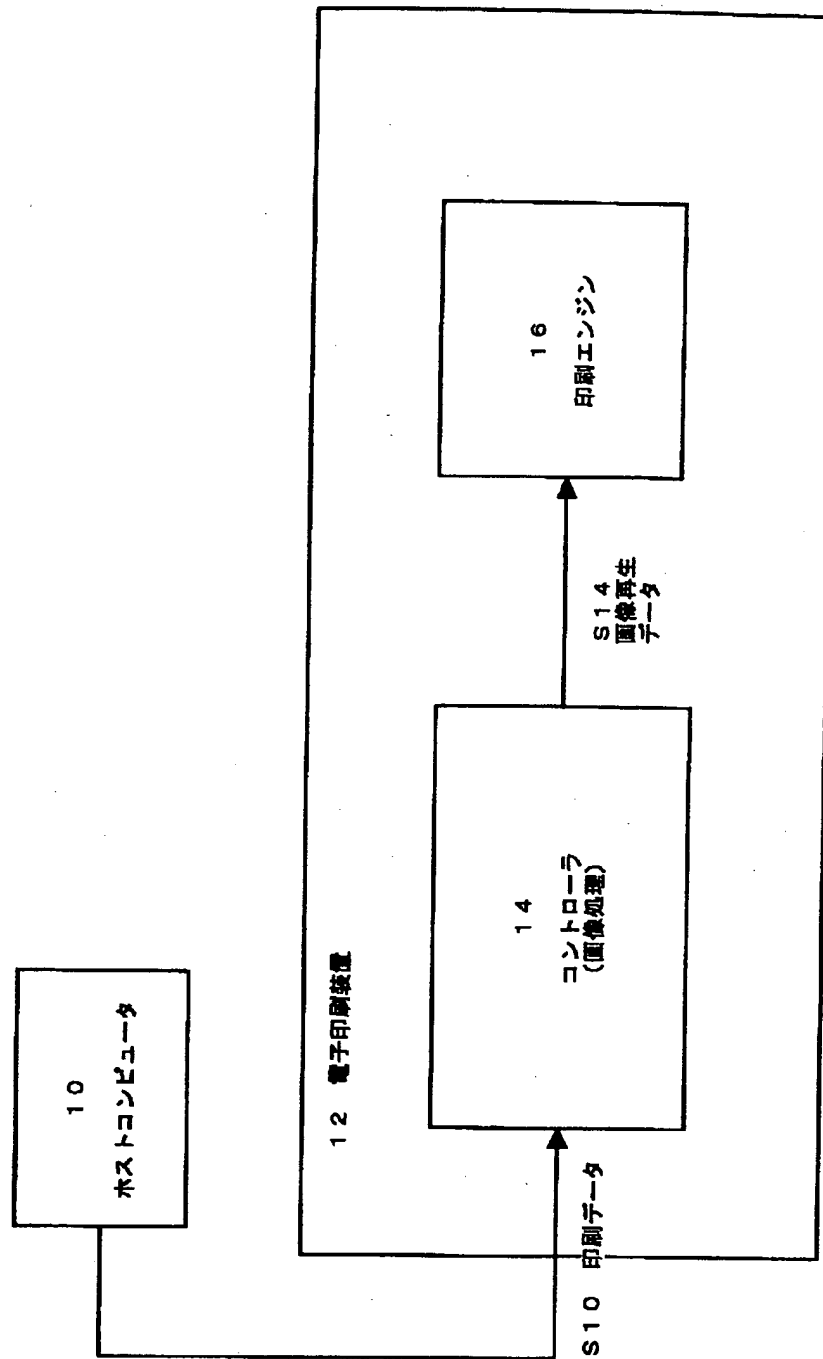 10
ホストコンピュータ
12 電子印刷装置
S10 印刷データ
14
コントローラ
(画像処理)
S14
画像再生
データ
16
印刷エンジン